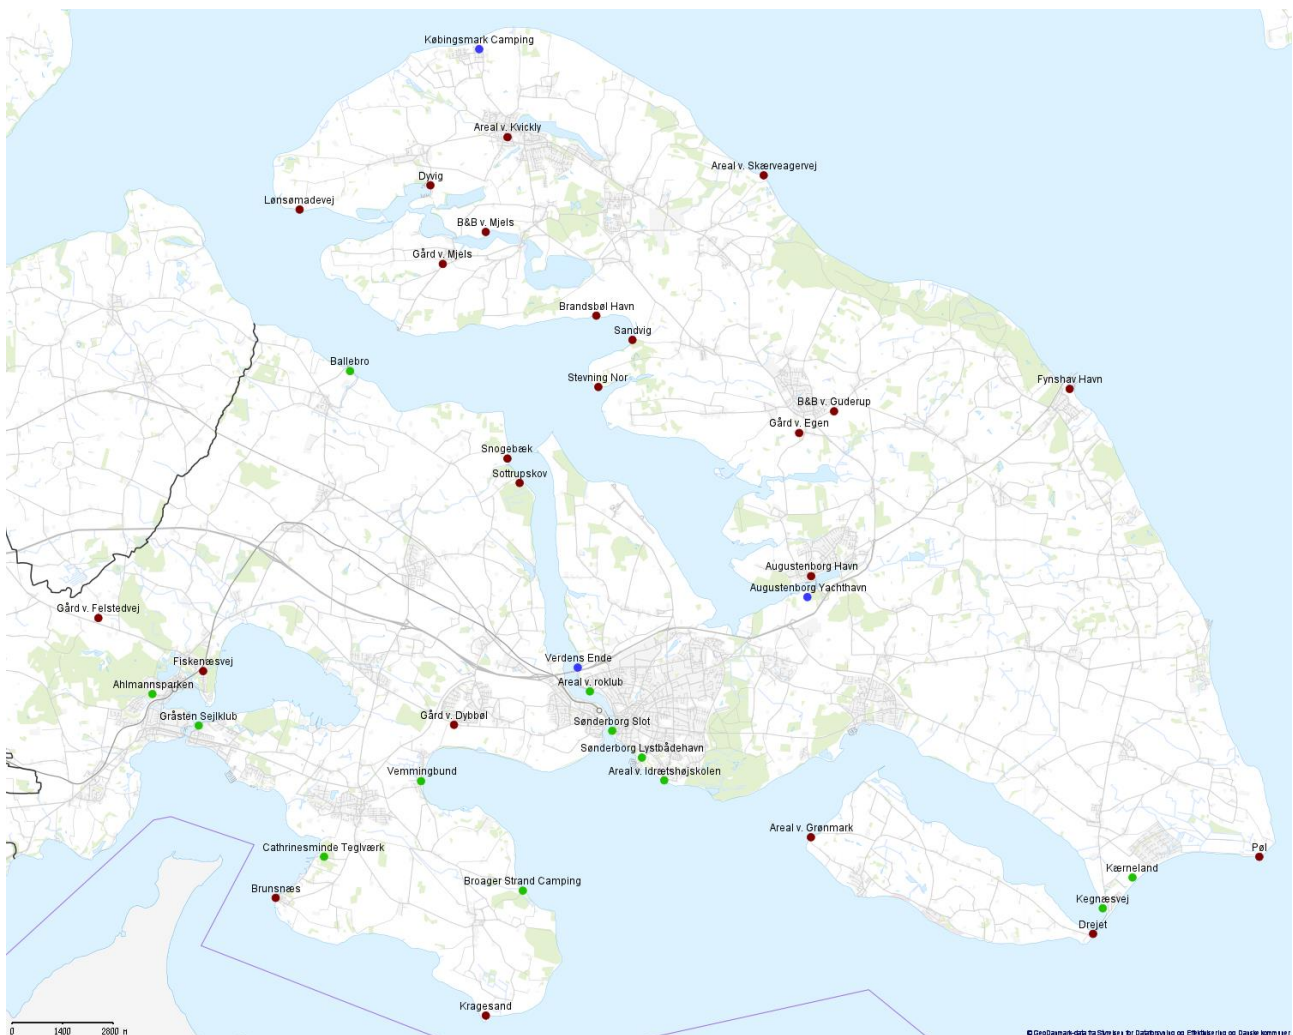 Købingsmark Camping
Areal v. Kvickly
Areal v. Skærveagervej
Dyvig
Lønsømadevej
B&B v. Mjels
Gård v. Mjels
Brandsbøl Havn
Sandvig
Ballebro
Stevning Nor
Fynshav Havn
B&B v. Guderup
Gård v. Egen
Snogebæk
Sottrupskov
Augustenborg Havn
Augustenborg Yachthavn
Gård v. Felstedvej
Fiskenæsvej
Verdens Ende
Ahlmannsparken
Areal v. roklub
Gråsten Sejlklub
Gård v. Dybbøl
Sønderborg Slot
Sønderborg Lystbådehavn
Vemmingbund
Areal v. Idrætshøjskolen
Areal v. Grønmark
Cathrinesminde Teglværk
Pøl
Kærneland
Broager Strand Camping
Brunsnæs
Kegnæsvej
Drejet
Kragesand
0 1400 2800 M